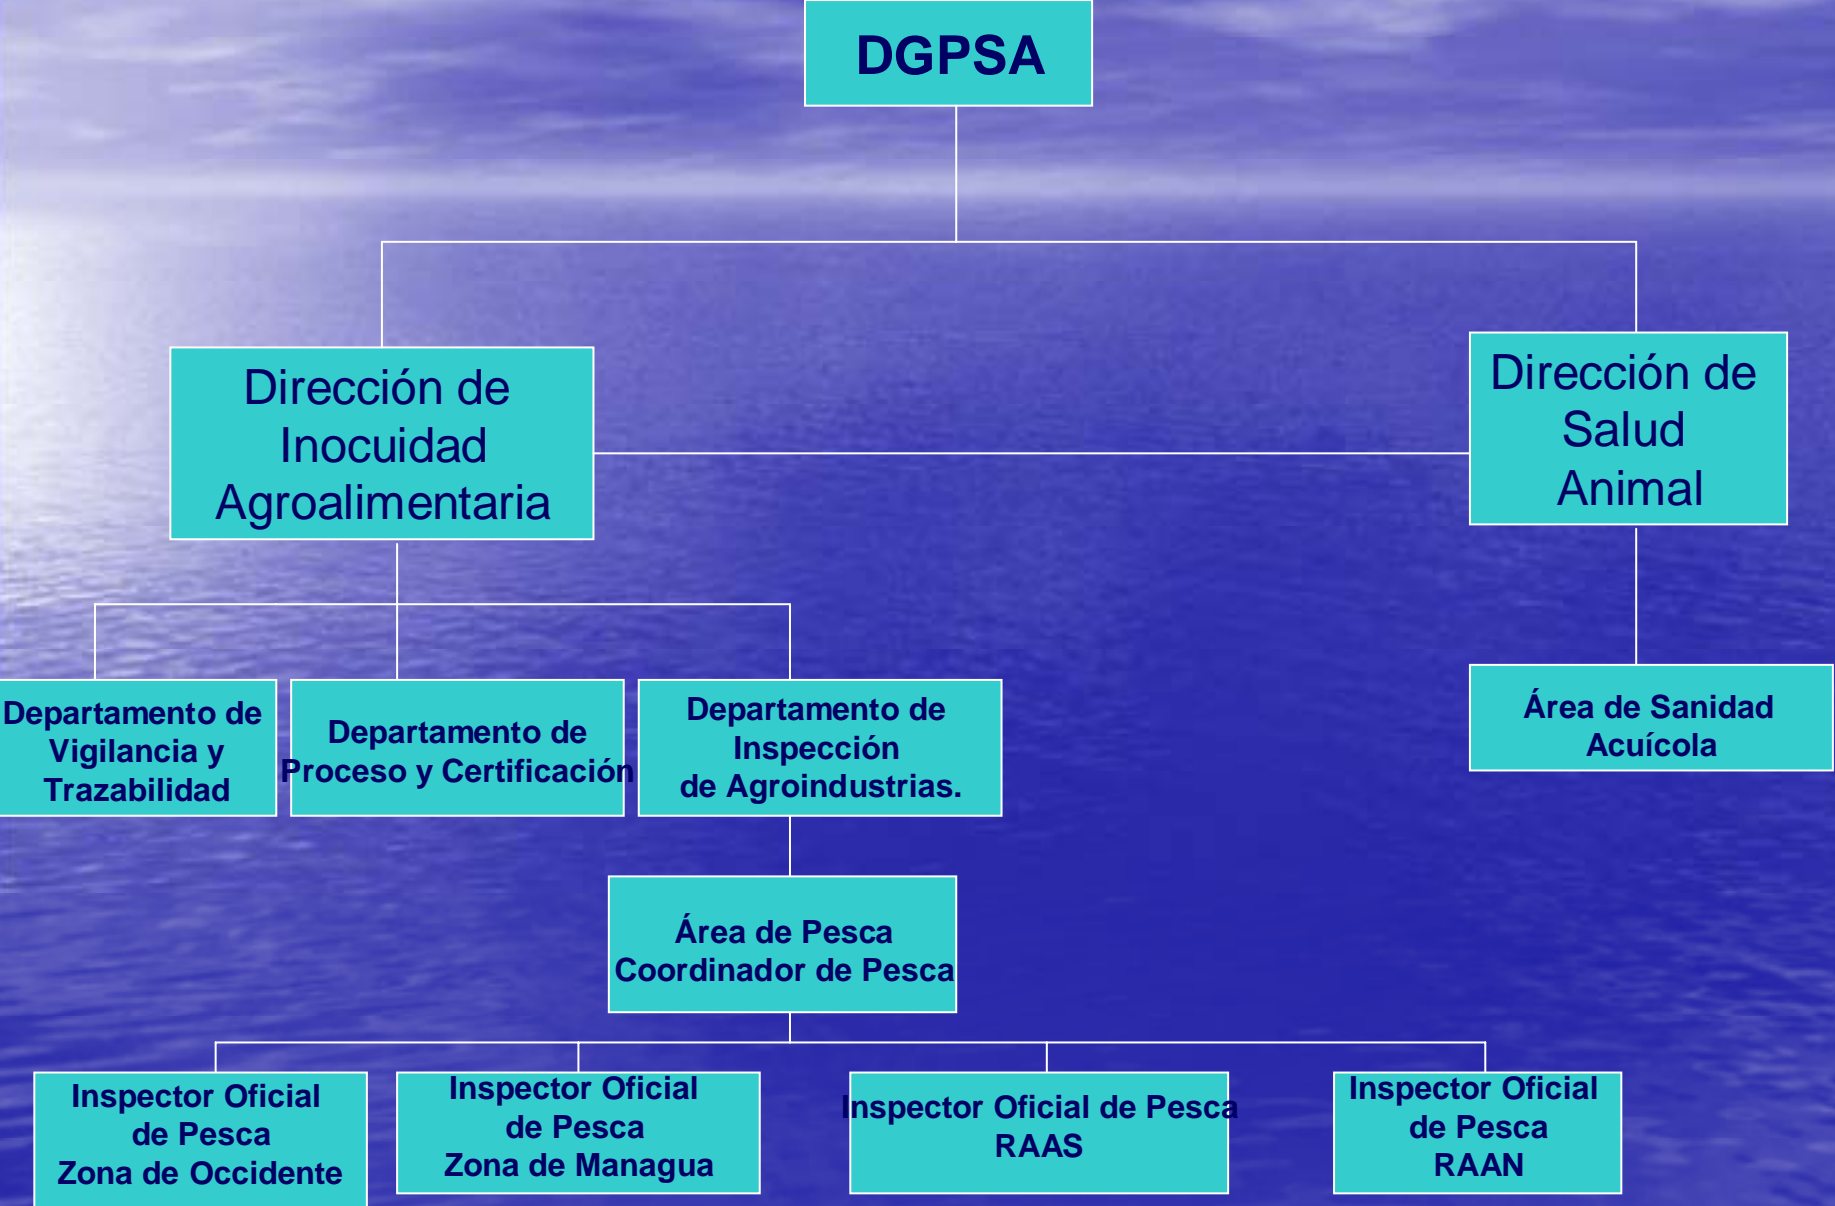 DGPSA
Dirección de
Inocuidad
Agroalimentaria
Dirección de
Salud
Animal
Departamento de
Vigilancia y
Trazabilidad
Departamento de
Proceso y Certificación
Departamento de
Inspección
de Agroindustrias.
Área de Sanidad
Acuícola
Área de Pesca
Coordinador de Pesca
Inspector Oficial
de Pesca
Zona de Occidente
Inspector Oficial
de Pesca
Zona de Managua
Inspector Oficial de Pesca
RAAS
Inspector Oficial
de Pesca
RAAN